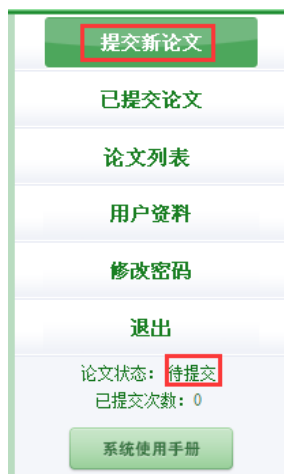 提交新论文
已提交论文
论文列表
用户资料
修改密码
退出
论文状态：待提交
已提交次数：0
系统使用手册